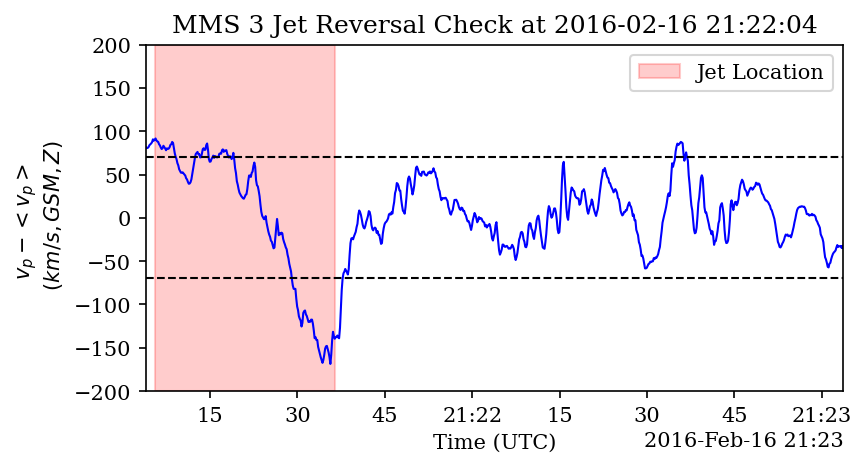 MMS 3 Jet Reversal Check at 2016-02-16 21:22:04
200
150
100
50
0
−50
−100
−150
−200
v_p − < v_p >
(km/s, GSM, Z)
Jet Location
15
30
45
21:22
15
30
45
21:23
Time (UTC)
2016-Feb-16 21:23